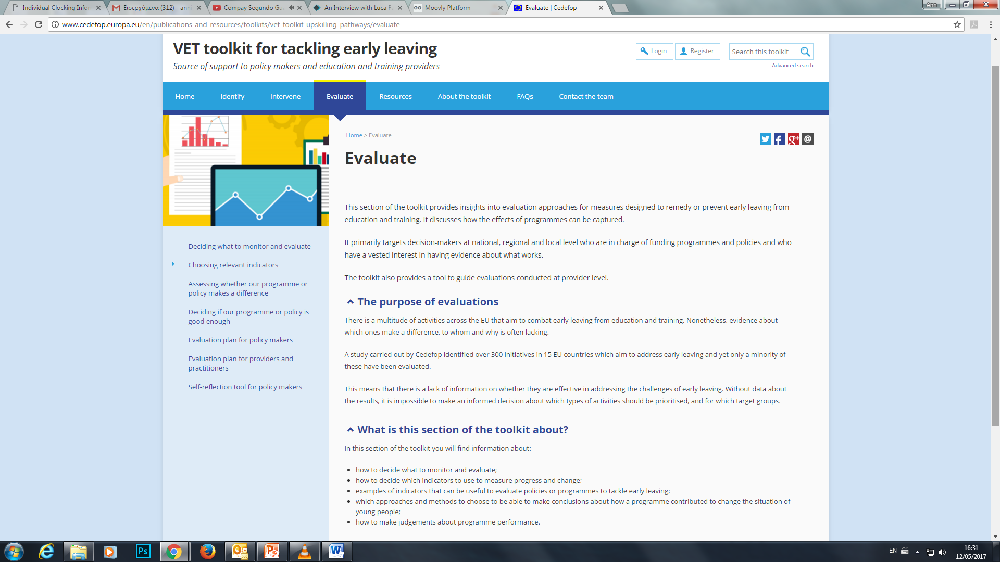 Individual Clocking Infor
Εισερχόμενα (312) - ann
Compay Segundo Gu
An Interview with Luca F
Moovly Platform
Evaluate | Cedefop
Ann
www.cedefop.europa.eu/en/publications-and-resources/toolkits/vet-toolkit-upskilling-pathways/evaluate
VET toolkit for tackling early leaving
Source of support to policy makers and education and training providers
Login
Register
Search this toolkit
Advanced search
Home
Identify
Intervene
Evaluate
Resources
About the toolkit
FAQs
Contact the team
Home > Evaluate
Evaluate
This section of the toolkit provides insights into evaluation approaches for measures designed to remedy or prevent early leaving from
education and training. It discusses how the effects of programmes can be captured.
It primarily targets decision-makers at national, regional and local level who are in charge of funding programmes and policies and who
have a vested interest in having evidence about what works.
The toolkit also provides a tool to guide evaluations conducted at provider level.
The purpose of evaluations
There is a multitude of activities across the EU that aim to combat early leaving from education and training. Nonetheless, evidence about
which ones make a difference, to whom and why is often lacking.
A study carried out by Cedefop identified over 300 initiatives in 15 EU countries which aim to address early leaving and yet only a minority of
these have been evaluated.
This means that there is a lack of information on whether they are effective in addressing the challenges of early leaving. Without data about
the results, it is impossible to make an informed decision about which types of activities should be prioritised, and for which target groups.
What is this section of the toolkit about?
In this section of the toolkit you will find information about:
how to decide what to monitor and evaluate;
how to decide which indicators to use to measure progress and change;
examples of indicators that can be useful to evaluate policies or programmes to tackle early leaving;
which approaches and methods to choose to be able to make conclusions about how a programme contributed to change the situation of
young people;
how to make judgements about programme performance.
Deciding what to monitor and evaluate
Choosing relevant indicators
Assessing whether our programme or
policy makes a difference
Deciding if our programme or policy is
good enough
Evaluation plan for policy makers
Evaluation plan for providers and
practitioners
Self-reflection tool for policy makers
Ps
EN
16:31
12/05/2017